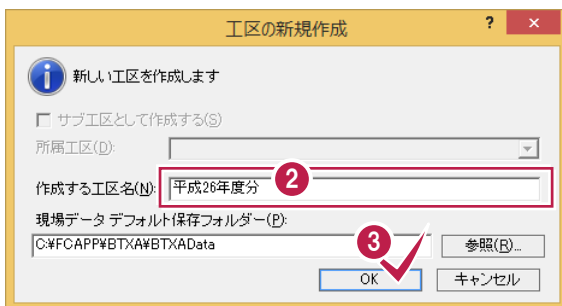 工区の新規作成
? ×
新しい工区を作成します
サブ工区として作成する(S)
所属工区(D):
作成する工区名(N): 平成26年度分 2
現場データ デフォルト保存フォルダー(P):
C:¥FCAPP¥BTXA¥BTXAData 3 参照(R)...
OK キャンセル